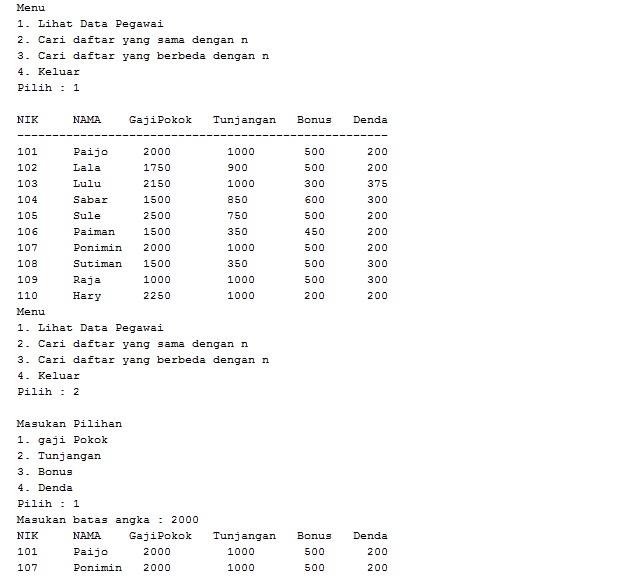 Menu
1. Lihat Data Pegawai
2. Cari daftar yang sama dengan n
3. Cari daftar yang berbeda dengan n
4. Keluar
Pilih : 1
NIK NAMA GajiPokok Tunjangan Bonus Denda
-----------------------------------------------------
101 Paijo 2000 1000 500 200
102 Lala 1750 900 500 200
103 Lulu 2150 1000 300 375
104 Sabar 1500 850 600 300
105 Sule 2500 750 500 200
106 Paiman 1500 350 450 200
107 Ponimin 2000 1000 500 200
108 Sutiman 1500 350 500 300
109 Raja 1000 1000 500 300
110 Hary 2250 1000 200 200
Menu
1. Lihat Data Pegawai
2. Cari daftar yang sama dengan n
3. Cari daftar yang berbeda dengan n
4. Keluar
Pilih : 2
Masukan Pilihan
1. gaji Pokok
2. Tunjangan
3. Bonus
4. Denda
Pilih : 1
Masukan batas angka : 2000
NIK NAMA GajiPokok Tunjangan Bonus Denda
101 Paijo 2000 1000 500 200
107 Ponimin 2000 1000 500 200